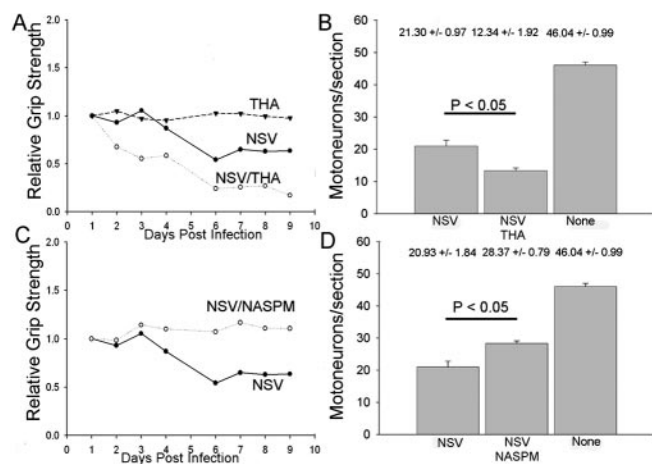 A
2.0
1.5
1.0
0.5
0.0
Relative Grip Strength
THA
NSV
NSV/THA
0 1 2 3 4 5 6 7 8 9 10
Days Post Infection
B
60
50
40
30
20
10
0
Motoneurons/section
21.30 +/- 0.97 12.34 +/- 1.92 46.04 +/- 0.99
P < 0.05
NSV NSV None
THA
C
2.0
1.5
1.0
0.5
0.0
Relative Grip Strength
NSV/NASPM
NSV
0 1 2 3 4 5 6 7 8 9 10
Days Post Infection
D
60
50
40
30
20
10
0
Motoneurons/section
20.93 +/- 1.84 28.37 +/- 0.79 46.04 +/- 0.99
P < 0.05
NSV NSV None
NASPM